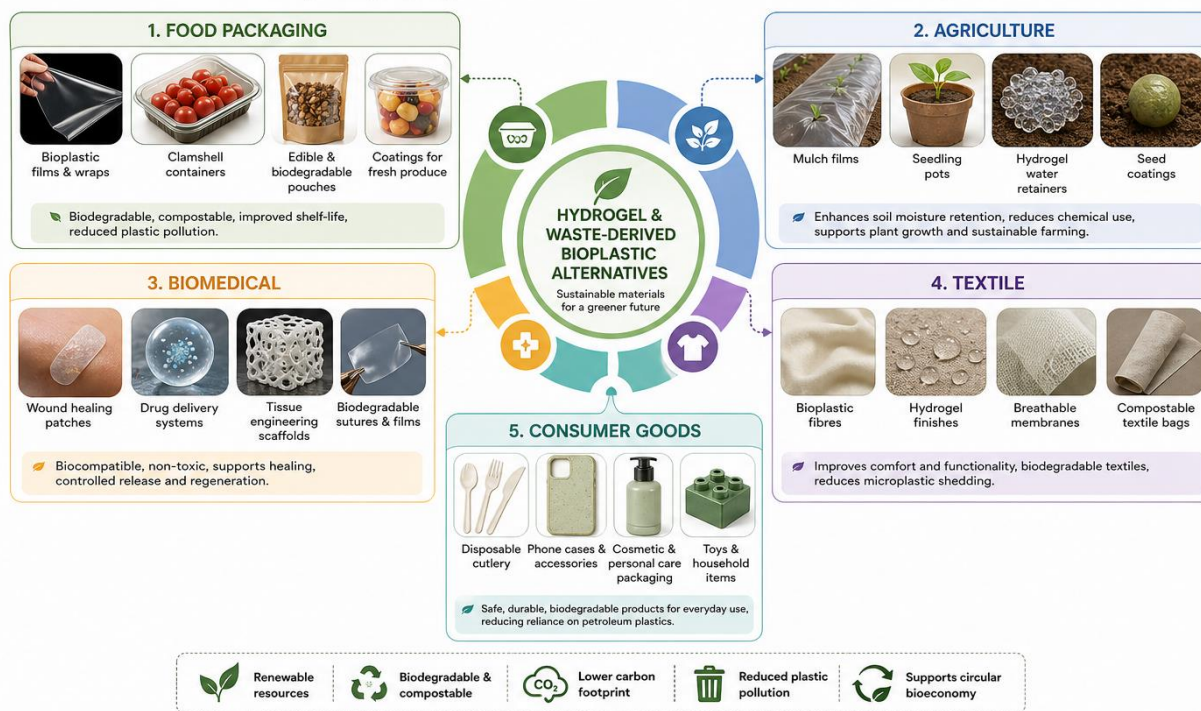 1. FOOD PACKAGING
Bioplastic
films & wraps
Clamshell
containers
Edible &
biodegradable
pouches
Coatings for
fresh produce
Biodegradable, compostable, improved shelf-life,
reduced plastic pollution.
2. AGRICULTURE
Mulch films
Seedling
pots
Hydrogel
water
retainers
Seed
coatings
Enhances soil moisture retention, reduces chemical use,
supports plant growth and sustainable farming.
HYDROGEL &
WASTE-DERIVED
BIOPLASTIC
ALTERNATIVES
Sustainable materials
for a greener future
3. BIOMEDICAL
Wound healing
patches
Drug delivery
systems
Tissue
engineering
scaffolds
Biodegradable
sutures & films
Biocompatible, non-toxic, supports healing,
controlled release and regeneration.
4. TEXTILE
Bioplastic
fibres
Hydrogel
finishes
Breathable
membranes
Compostable
textile bags
Improves comfort and functionality, biodegradable textiles,
reduces microplastic shedding.
5. CONSUMER GOODS
Disposable
cutlery
Phone cases &
accessories
Cosmetic &
personal care
packaging
Toys &
household
items
Safe, durable, biodegradable products for everyday use,
reducing reliance on petroleum plastics.
Renewable
resources
Biodegradable &
compostable
CO₂
Lower carbon
footprint
Reduced plastic
pollution
Supports circular
bioeconomy